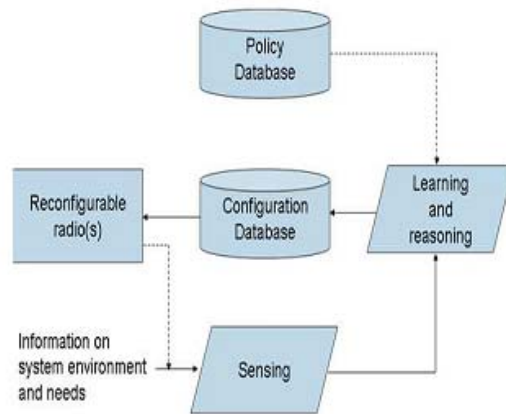 Policy
Database
Reconfigurable
radio(s)
Configuration
Database
Learning
and
reasoning
Information on
system environment
and needs
Sensing